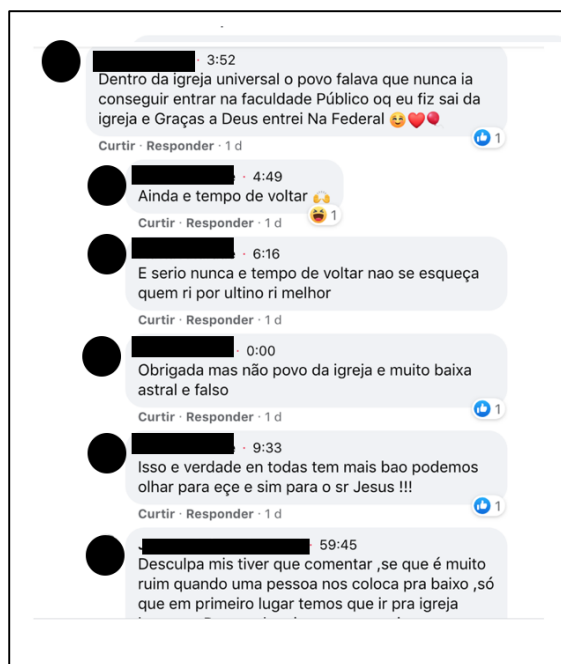 · 3:52
Dentro da igreja universal o povo falava que nunca ia
conseguir entrar na faculdade Público oq eu fiz sai da
igreja e Graças a Deus entrei Na Federal 😊❤️🎈
1
Curtir · Responder · 1 d
· 4:49
Ainda e tempo de voltar 🙌
1
Curtir · Responder · 1 d
· 6:16
E serio nunca e tempo de voltar nao se esqueça
quem ri por ultino ri melhor
Curtir · Responder · 1 d
· 0:00
Obrigada mas não povo da igreja e muito baixa
astral e falso
1
Curtir · Responder · 1 d
· 9:33
Isso e verdade en todas tem mais bao podemos
olhar para eçe e sim para o sr Jesus !!!
1
Curtir · Responder · 1 d
· 59:45
Desculpa mis tiver que comentar ,se que é muito
ruim quando uma pessoa nos coloca pra baixo ,só
que em primeiro lugar temos que ir pra igreja